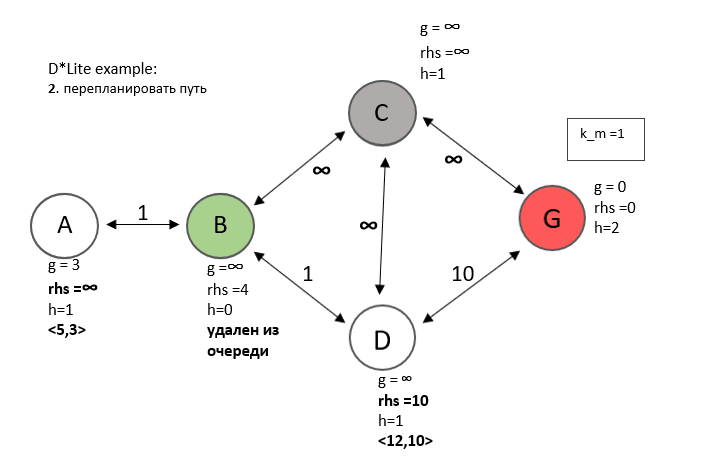 D*Lite example:
2. перепланировать путь
g = ∞
rhs =∞
h=1
C
k_m =1
∞
∞
A
1
B
∞
G
g = 0
rhs =0
h=2
g = 3
rhs =∞
h=1
<5,3>
g =∞
rhs =4
h=0
удален из
очереди
1
10
D
g = ∞
rhs =10
h=1
<12,10>